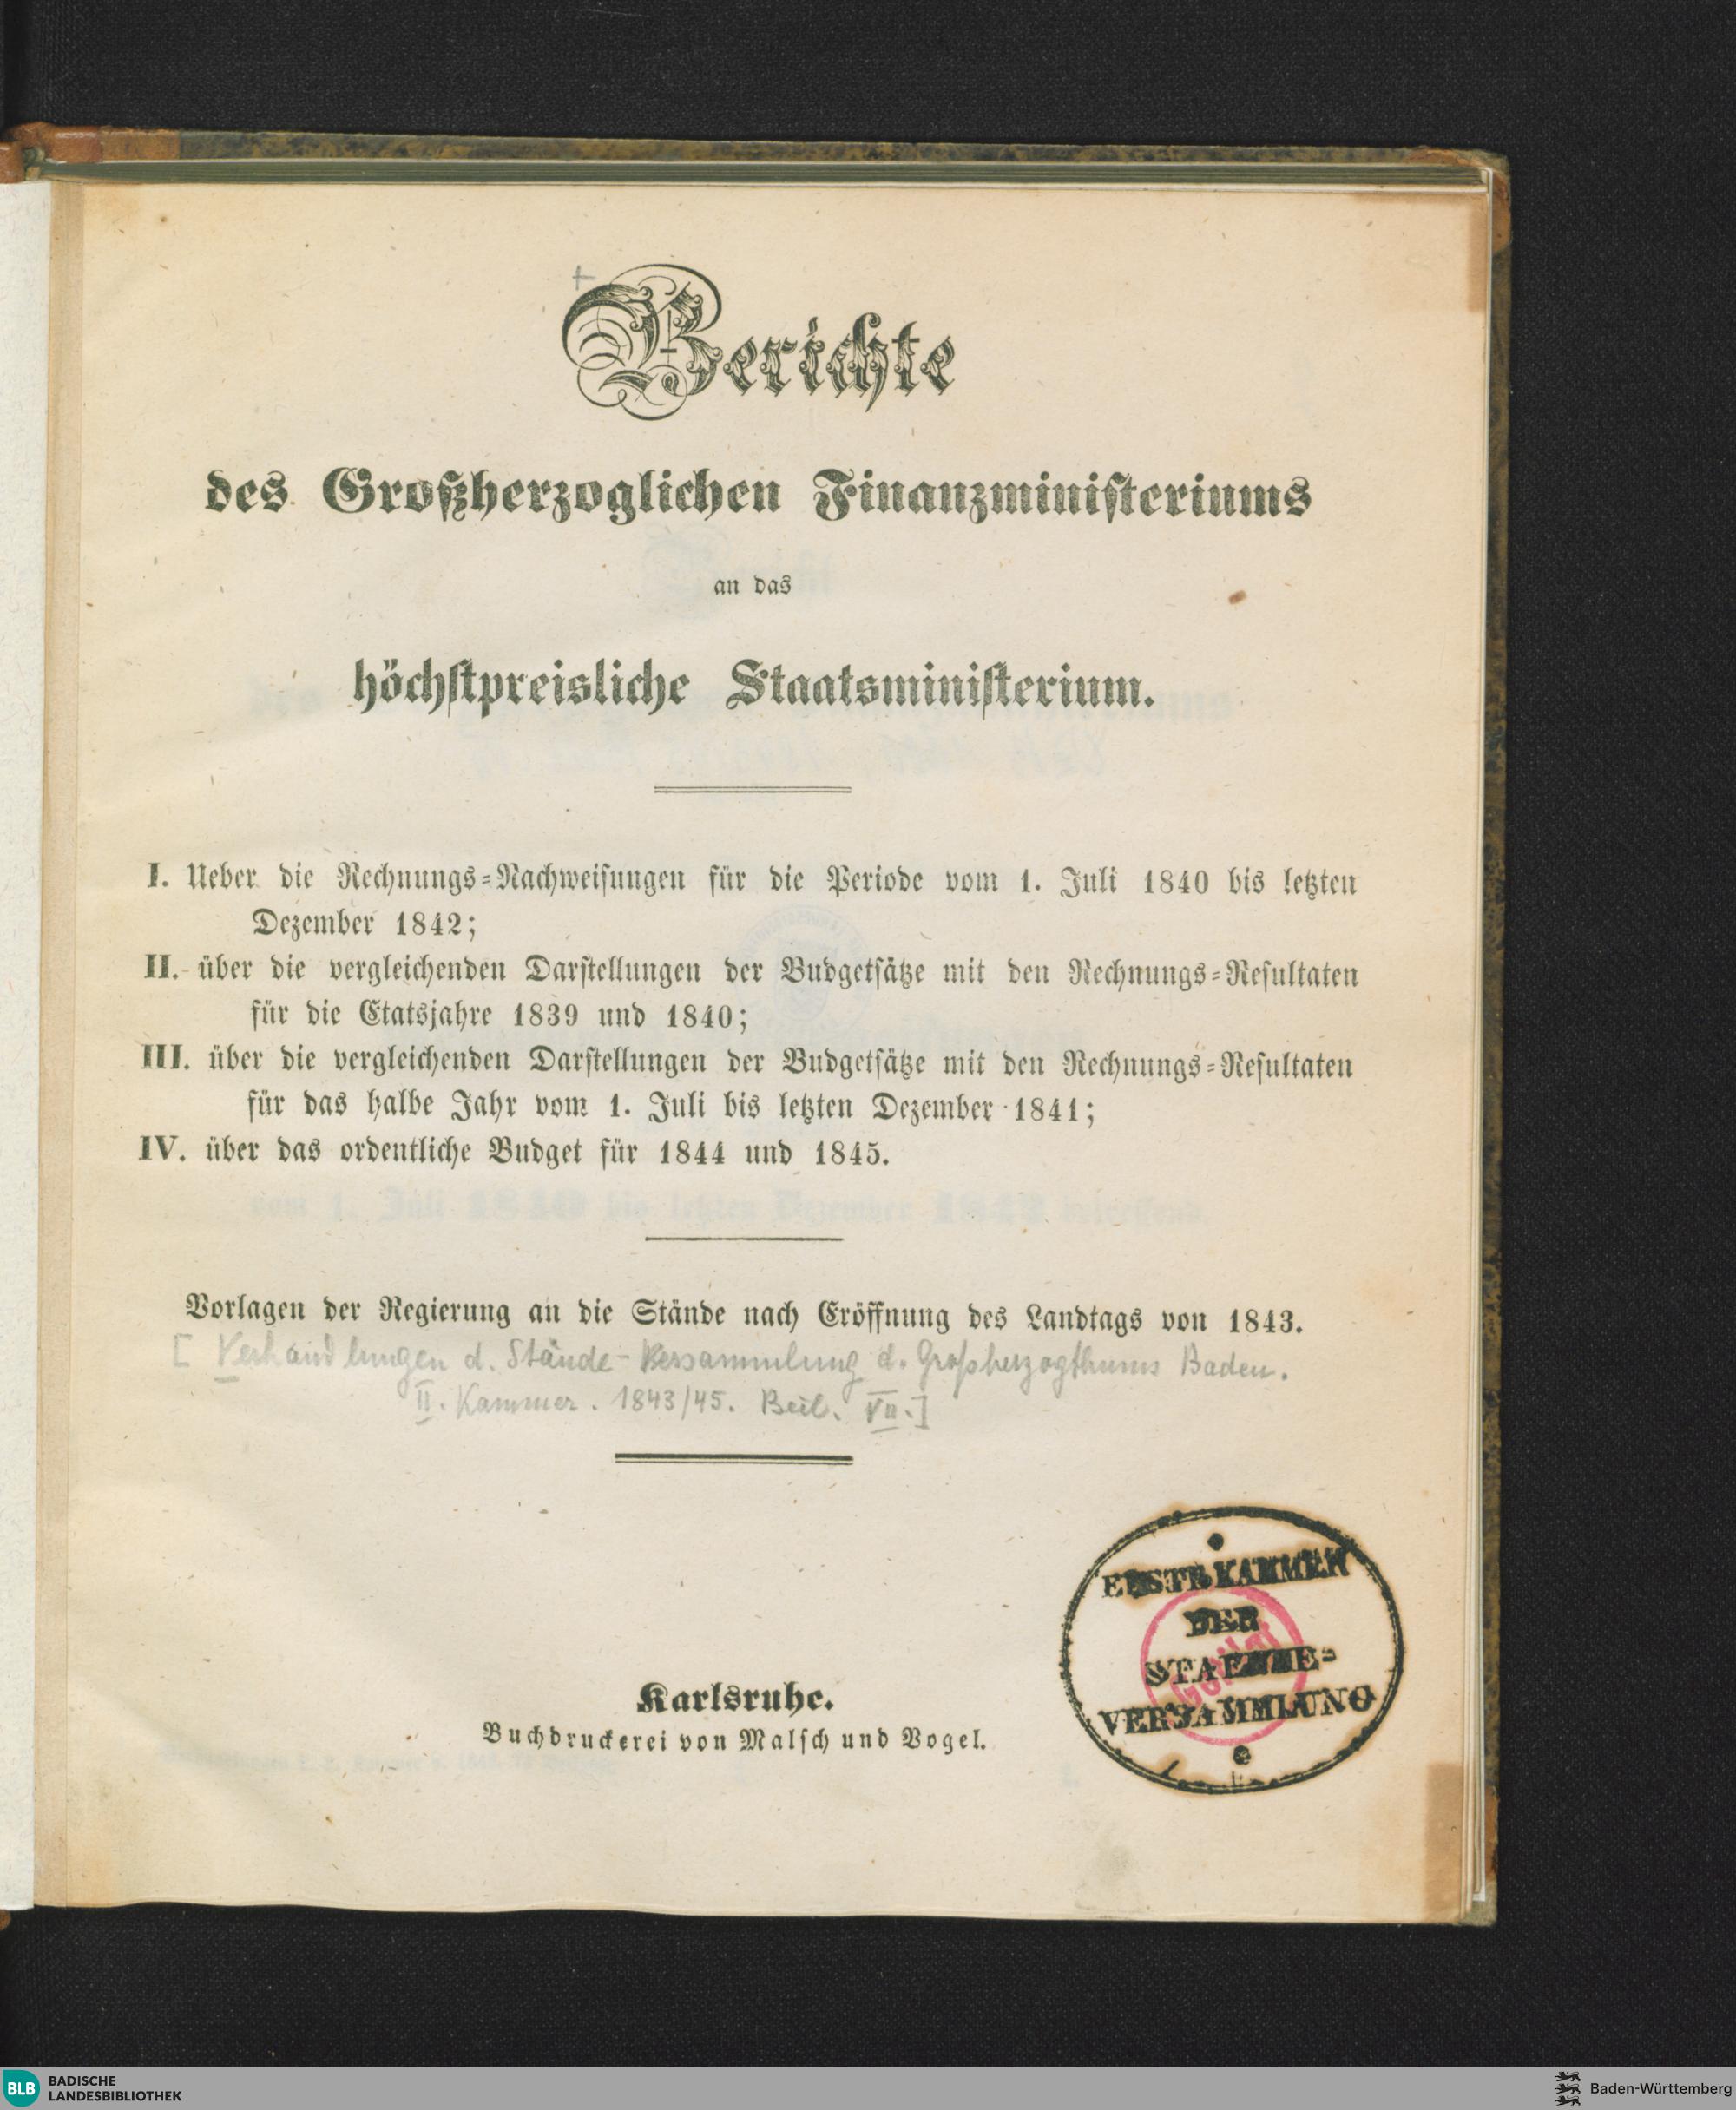 Berichte
des Großherzoglichen Finanzministeriums
an das
höchstpreisliche Staatsministerium.
I. Ueber die Rechnungs=Nachweisungen für die Periode vom 1. Juli 1840 bis letzten
Dezember 1842;
II. über die vergleichenden Darstellungen der Budgetsätze mit den Rechnungs=Resultaten
für die Etatsjahre 1839 und 1840;
III. über die vergleichenden Darstellungen der Budgetsätze mit den Rechnungs=Resultaten
für das halbe Jahr vom 1. Juli bis letzten Dezember 1841;
IV. über das ordentliche Budget für 1844 und 1845.
Vorlagen der Regierung an die Stände nach Eröffnung des Landtags von 1843.
[Verhandlungen d. Stände-Versammlung d. Großherzogthums Baden.
II. Kammer. 1843/45. Beil. VII.]
ERSTE KAMMER
DER
STAENDE=
VERSAMMLUNG
Karlsruhe.
Buchdruckerei von Malsch und Vogel.
BLB BADISCHE
LANDESBIBLIOTHEK
Baden-Württemberg